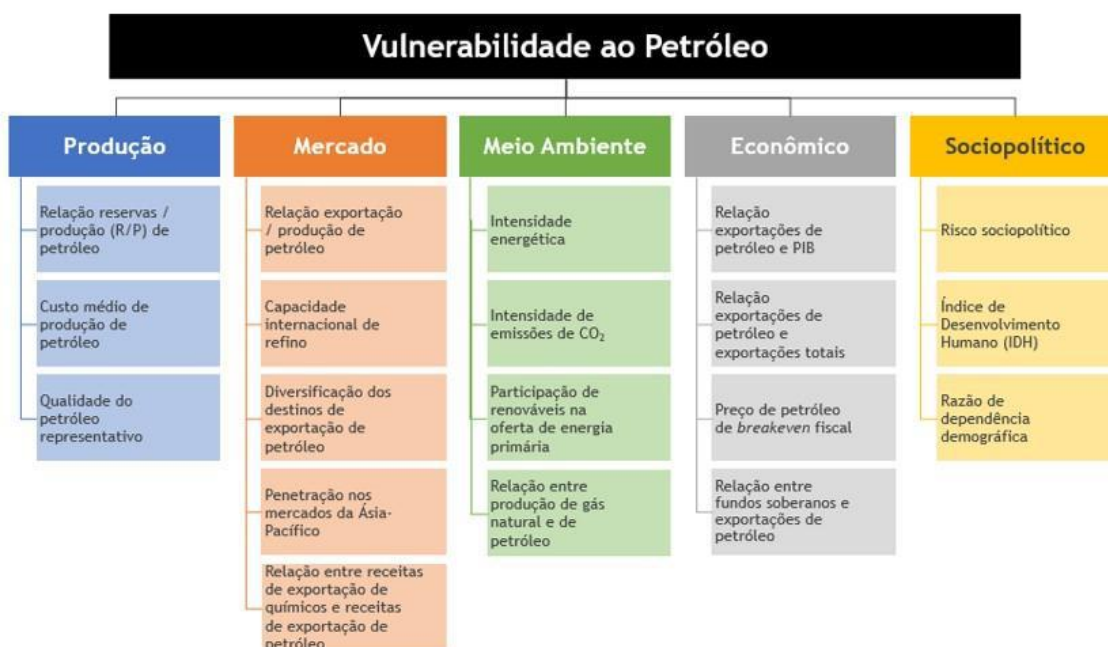 Vulnerabilidade ao Petróleo
Produção
Relação reservas /
produção (R/P) de
petróleo
Custo médio de
produção de
petróleo
Qualidade do
petróleo
representativo
Mercado
Relação exportação
/ produção de
petróleo
Capacidade
internacional de
refino
Diversificação dos
destinos de
exportação de
petróleo
Penetração nos
mercados da Ásia-
Pacífico
Relação entre receitas
de exportação de
químicos e receitas
de exportação de
petróleo
Meio Ambiente
Intensidade
energética
Intensidade de
emissões de CO₂
Participação de
renováveis na
oferta de energia
primária
Relação entre
produção de gás
natural e de
petróleo
Econômico
Relação
exportações de
petróleo e PIB
Relação
exportações de
petróleo e
exportações totais
Preço de petróleo
de breakeven fiscal
Relação entre
fundos soberanos e
exportações de
petróleo
Sociopolítico
Risco sociopolítico
Índice de
Desenvolvimento
Humano (IDH)
Razão de
dependência
demográfica